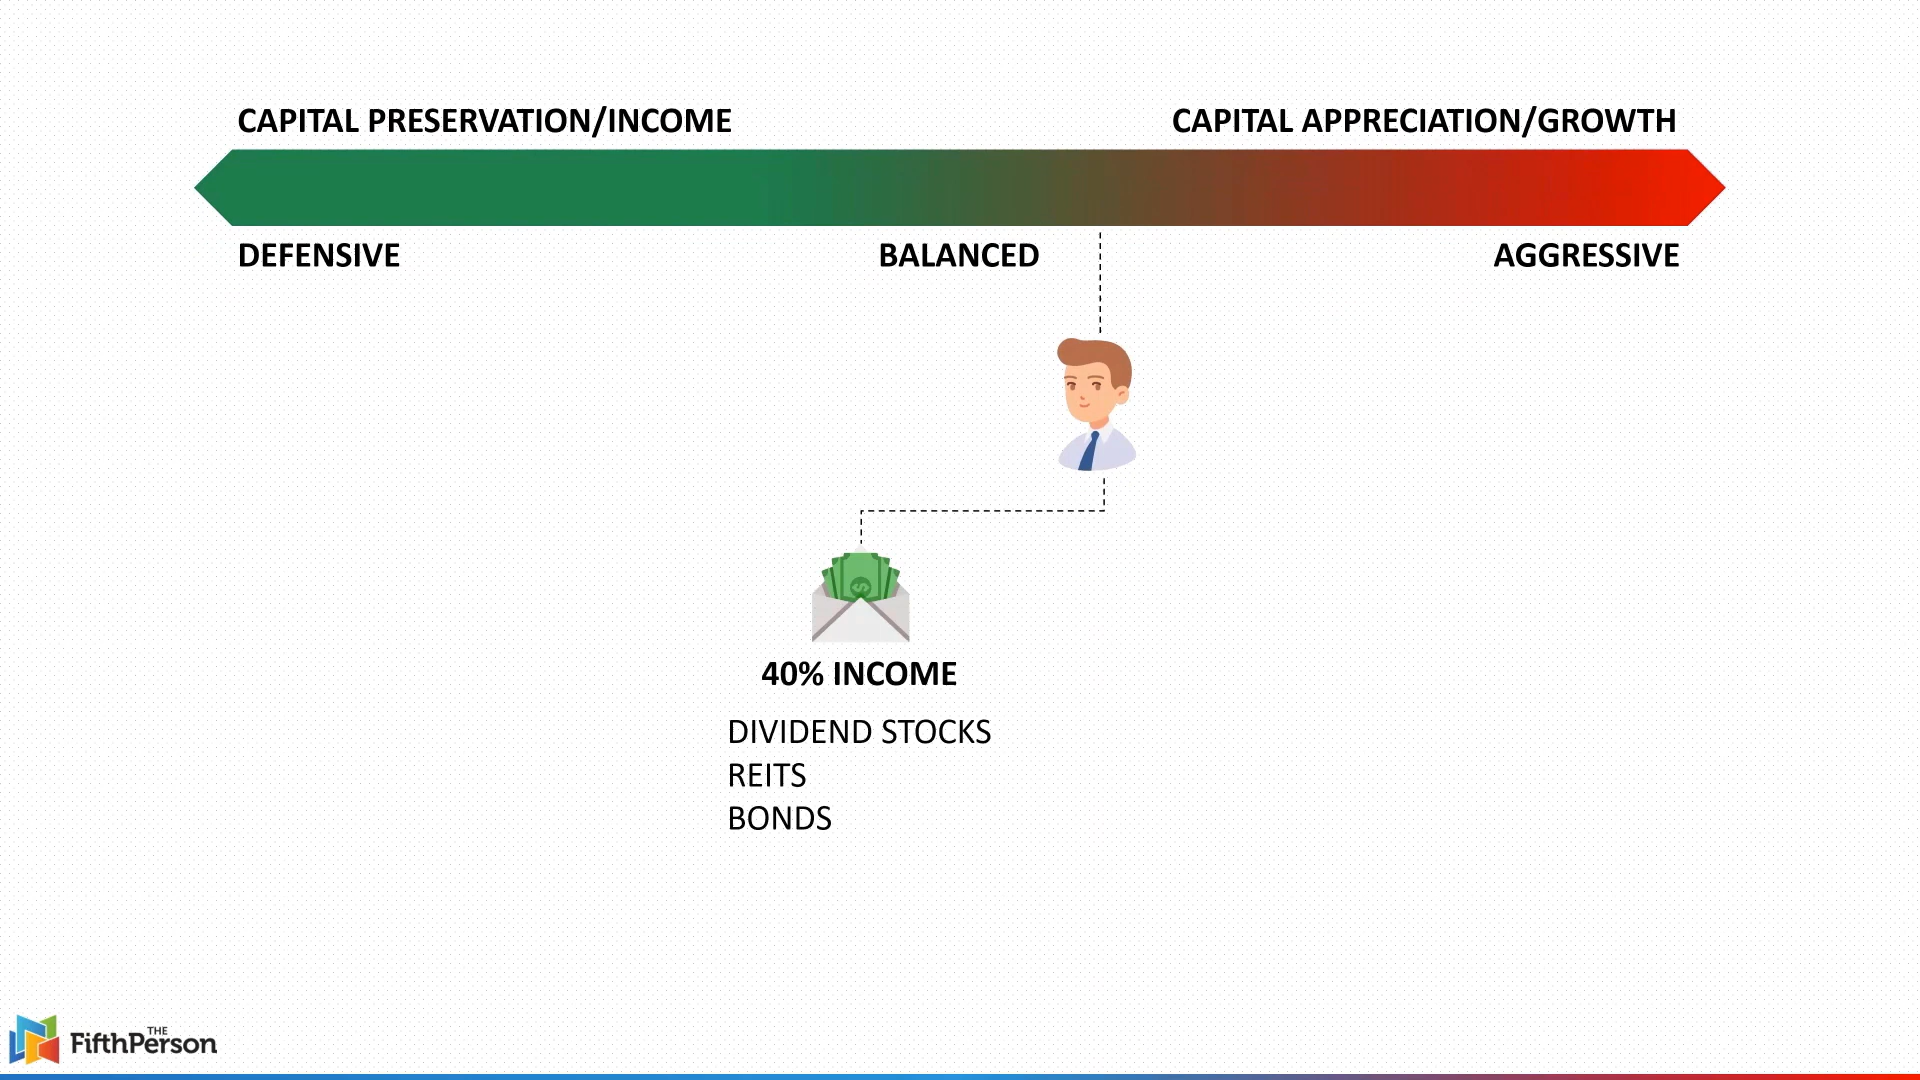 CAPITAL PRESERVATION/INCOME
CAPITAL APPRECIATION/GROWTH
DEFENSIVE
BALANCED
AGGRESSIVE
$
40% INCOME
DIVIDEND STOCKS
REITS
BONDS
THE
FifthPerson